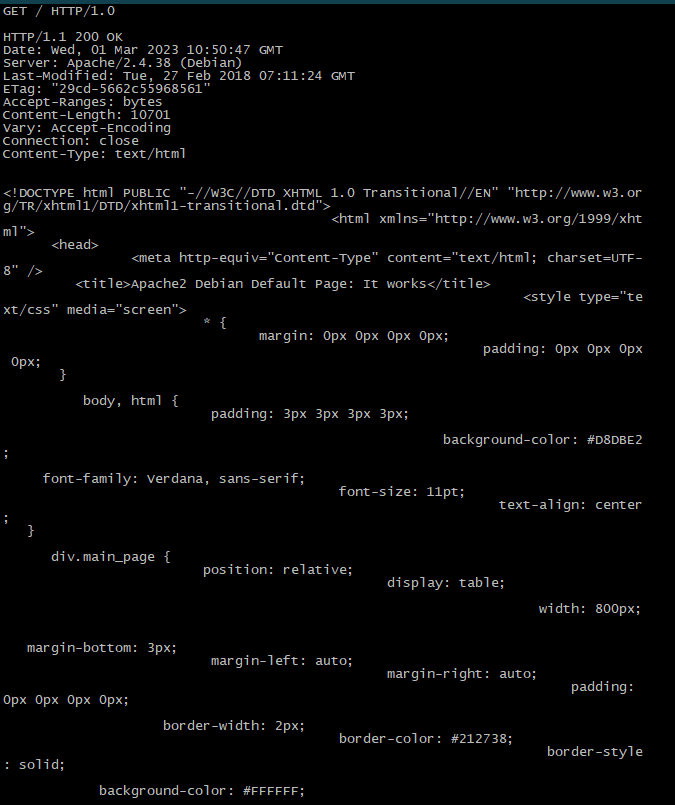 GET / HTTP/1.0
HTTP/1.1 200 OK
Date: Wed, 01 Mar 2023 10:50:47 GMT
Server: Apache/2.4.38 (Debian)
Last-Modified: Tue, 27 Feb 2018 07:11:24 GMT
ETag: "29cd-5662c55968561"
Accept-Ranges: bytes
Content-Length: 10701
Vary: Accept-Encoding
Connection: close
Content-Type: text/html
<!DOCTYPE html PUBLIC "-//W3C//DTD XHTML 1.0 Transitional//EN" "http://www.w3.or
g/TR/xhtml1/DTD/xhtml1-transitional.dtd">
<html xmlns="http://www.w3.org/1999/xht
ml">
<head>
<meta http-equiv="Content-Type" content="text/html; charset=UTF-
8" />
<title>Apache2 Debian Default Page: It works</title>
<style type="te
xt/css" media="screen">
* {
margin: 0px 0px 0px 0px;
padding: 0px 0px 0px
0px;
}
body, html {
padding: 3px 3px 3px 3px;
background-color: #D8DBE2
;
font-family: Verdana, sans-serif;
font-size: 11pt;
text-align: center
;
}
div.main_page {
position: relative;
display: table;
width: 800px;
margin-bottom: 3px;
margin-left: auto;
margin-right: auto;
padding:
0px 0px 0px 0px;
border-width: 2px;
border-color: #212738;
border-style
: solid;
background-color: #FFFFFF;